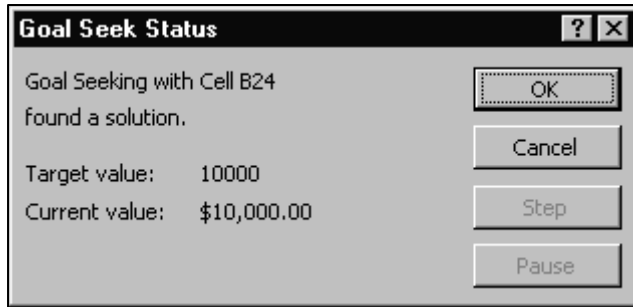 Goal Seek Status
? X
Goal Seeking with Cell B24
found a solution.
OK
Cancel
Target value: 10000
Current value: $10,000.00
Step
Pause